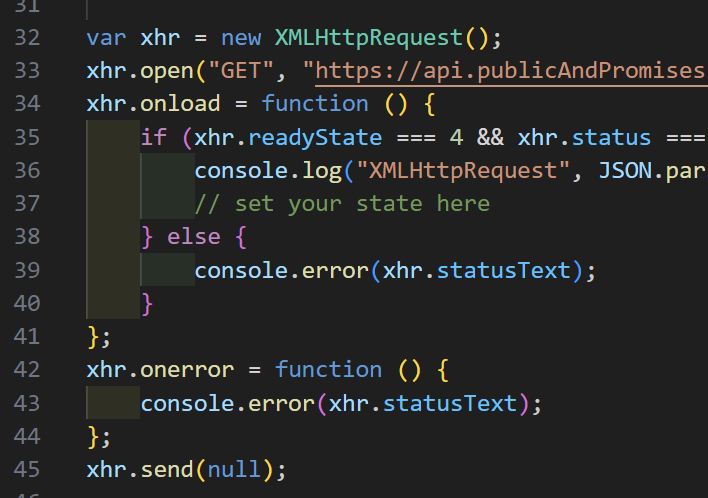 31
32 var xhr = new XMLHttpRequest();
33 xhr.open("GET", "https://api.publicAndPromises
34 xhr.onload = function () {
35     if (xhr.readyState === 4 && xhr.status ===
36         console.log("XMLHttpRequest", JSON.par
37         // set your state here
38     } else {
39         console.error(xhr.statusText);
40     }
41 };
42 xhr.onerror = function () {
43     console.error(xhr.statusText);
44 };
45 xhr.send(null);
46